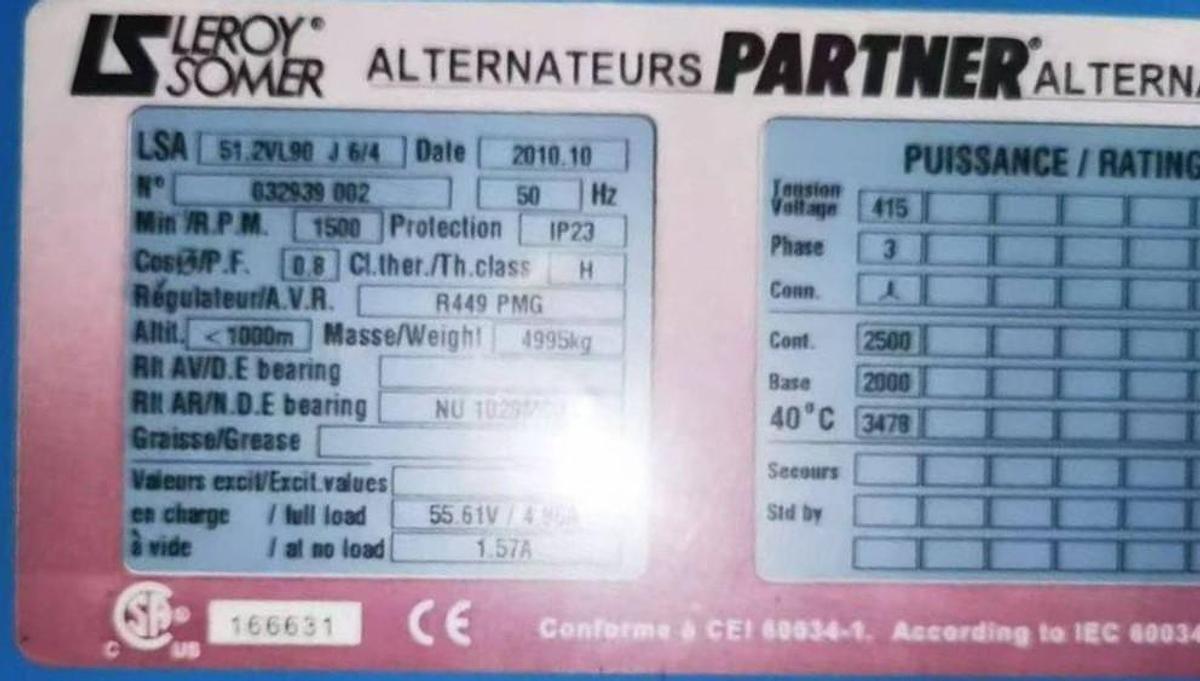 LEROY® SOMER ALTERNATEURS PARTNER® ALTERNA
LSA 51.2VL90 J 6/4 Date 2010.10
N° 032939 002 50 Hz
Min /R.P.M. 1500 Protection IP23
P.F. 0.8 Cl.ther./Th.class H
Régulateur/A.V.R. R449 PMG
Altit. <1000m Masse/Weight 4995kg
Rlt AV/D.E bearing
Rlt AR/N.D.E bearing NU
Graisse/Grease
Valeurs excit/Excit.values
en charge / full load 55.61V /
à vide / at no load 1.57A
PUISSANCE / RATING
Tension
Voltage 415
Phase 3
Conn.
Cont. 2500
Base 2000
40°C 3478
Secours
Std by
C US 166631 CE Conforme à CEI 60034-1. According to IEC 60034